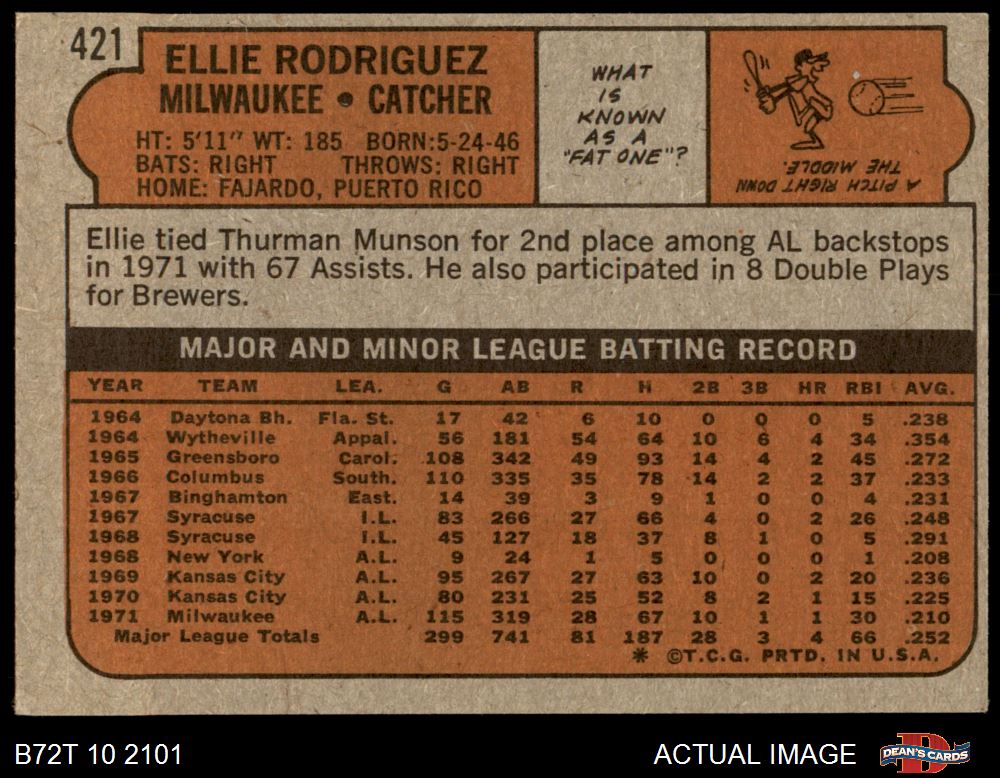 421
ELLIE RODRIGUEZ
MILWAUKEE • CATCHER
HT: 5'11" WT: 185 BORN: 5-24-46
BATS: RIGHT THROWS: RIGHT
HOME: FAJARDO, PUERTO RICO
WHAT
IS
KNOWN
AS A
"FAT ONE"?
A PITCH RIGHT DOWN
THE MIDDLE.
Ellie tied Thurman Munson for 2nd place among AL backstops
in 1971 with 67 Assists. He also participated in 8 Double Plays
for Brewers.
MAJOR AND MINOR LEAGUE BATTING RECORD
YEAR TEAM LEA. G AB R H 2B 3B HR RBI AVG.
1964 Daytona Bh. Fla. St. 17 42 6 10 0 0 0 5 .238
1964 Wytheville Appal. 56 181 54 64 10 6 4 34 .354
1965 Greensboro Carol. 108 342 49 93 14 4 2 45 .272
1966 Columbus South. 110 335 35 78 14 2 2 37 .233
1967 Binghamton East. 14 39 3 9 1 0 0 4 .231
1967 Syracuse I.L. 83 266 27 66 4 0 2 26 .248
1968 Syracuse I.L. 45 127 18 37 8 1 0 5 .291
1968 New York A.L. 9 24 1 5 0 0 0 1 .208
1969 Kansas City A.L. 95 267 27 63 10 0 2 20 .236
1970 Kansas City A.L. 80 231 25 52 8 2 1 15 .225
1971 Milwaukee A.L. 115 319 28 67 10 1 1 30 .210
Major League Totals 299 741 81 187 28 3 4 66 .252
* ©T.C.G. PRTD. IN U.S.A.
B72T 10 2101
ACTUAL IMAGE
DEAN'S CARDS